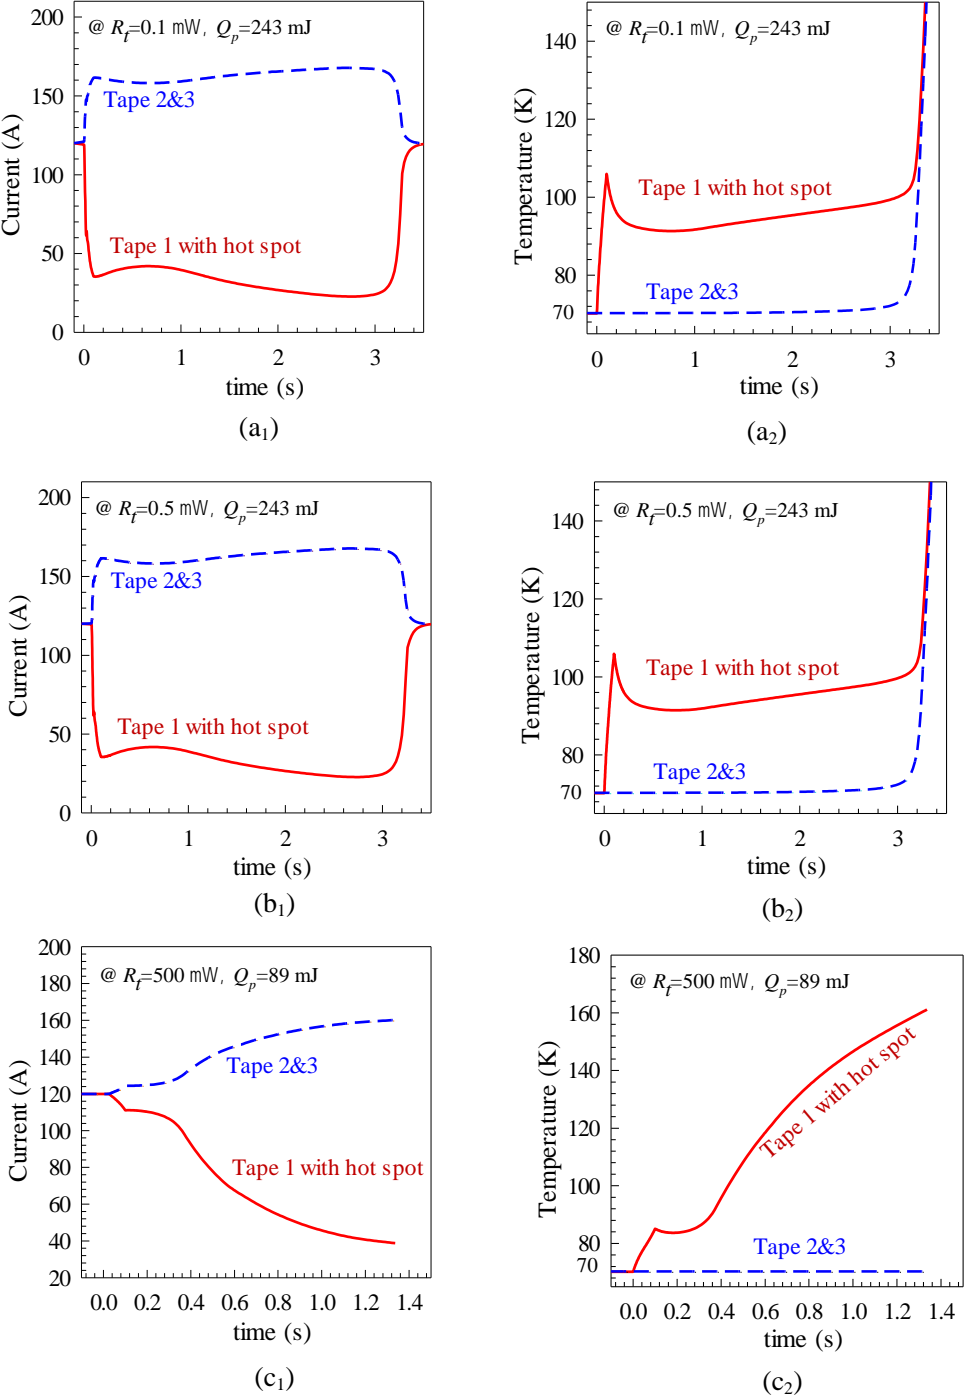 @ Rt=0.1 mW, Qp=243 mJ
Current (A)
200
150
100
50
0
Tape 2&3
Tape 1 with hot spot
0 1 2 3
time (s)
(a1)
@ Rt=0.1 mW, Qp=243 mJ
Temperature (K)
140
120
100
80
70
Tape 1 with hot spot
Tape 2&3
0 1 2 3
time (s)
(a2)
@ Rt=0.5 mW, Qp=243 mJ
Current (A)
200
150
100
50
0
Tape 2&3
Tape 1 with hot spot
0 1 2 3
time (s)
(b1)
@ Rt=0.5 mW, Qp=243 mJ
Temperature (K)
140
120
100
80
70
Tape 1 with hot spot
Tape 2&3
0 1 2 3
time (s)
(b2)
@ Rt=500 mW, Qp=89 mJ
Current (A)
200
180
160
140
120
100
80
60
40
20
Tape 2&3
Tape 1 with hot spot
0.0 0.2 0.4 0.6 0.8 1.0 1.2 1.4
time (s)
(c1)
@ Rt=500 mW, Qp=89 mJ
Temperature (K)
180
160
140
120
100
80
70
Tape 1 with hot spot
Tape 2&3
0.0 0.2 0.4 0.6 0.8 1.0 1.2 1.4
time (s)
(c2)